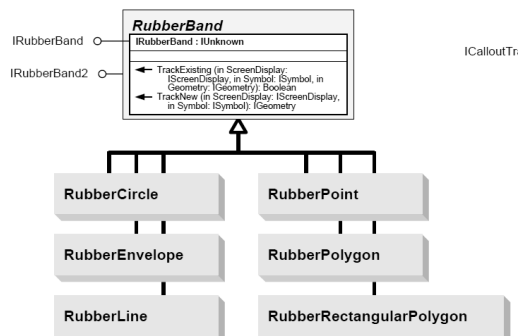 RubberBand
IRubberBand
IRubberBand : IUnknown
ICalloutTra
IRubberBand2
TrackExisting (in ScreenDisplay:
IScreenDisplay, in Symbol: ISymbol, in
Geometry: IGeometry): Boolean
TrackNew (in ScreenDisplay: IScreenDisplay,
in Symbol: ISymbol): IGeometry
RubberCircle
RubberPoint
RubberEnvelope
RubberPolygon
RubberLine
RubberRectangularPolygon